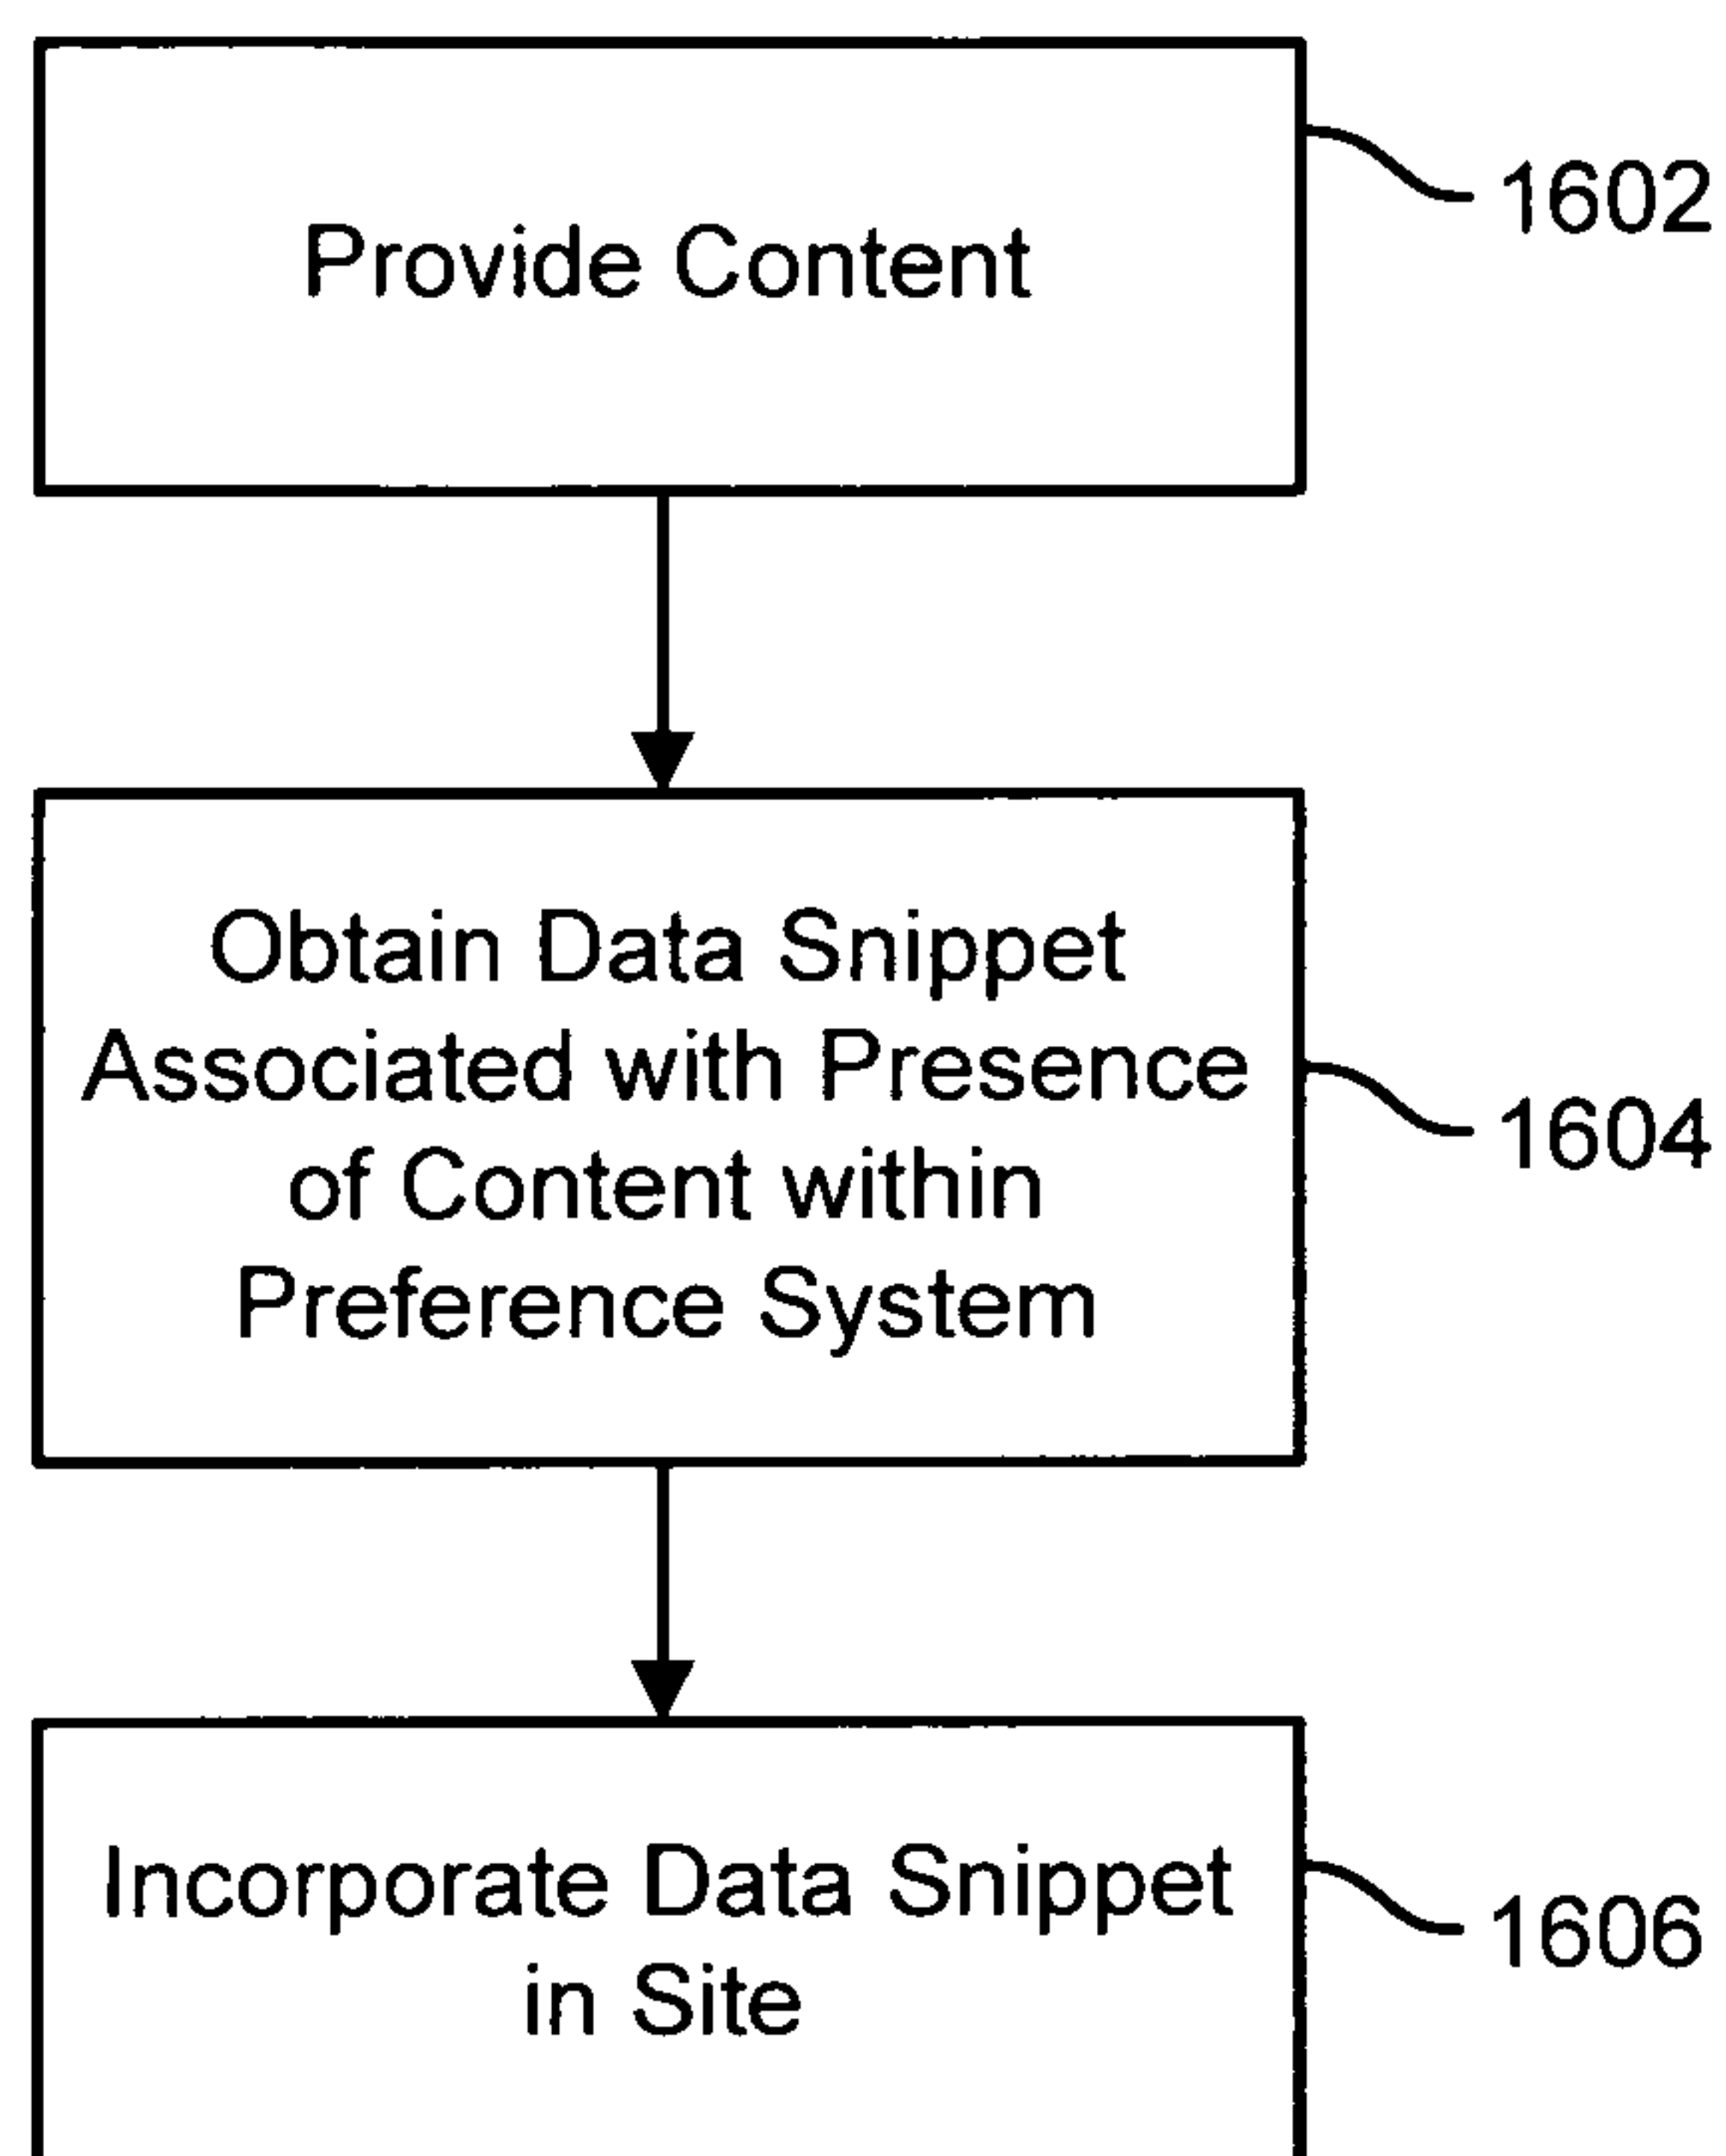 Provide Content
1602
Obtain Data Snippet
Associated with Presence
of Content within
Preference System
1604
Incorporate Data Snippet
in Site
1606